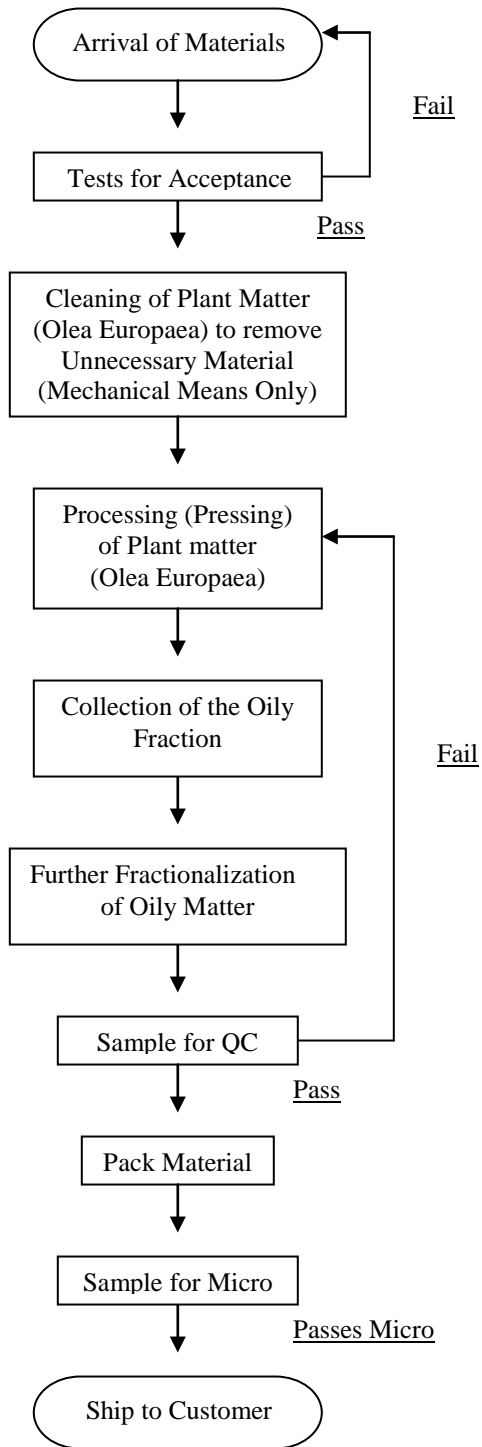 Arrival of Materials
Fail
Tests for Acceptance
Pass
Cleaning of Plant Matter
(Olea Europaea) to remove
Unnecessary Material
(Mechanical Means Only)
Processing (Pressing)
of Plant matter
(Olea Europaea)
Collection of the Oily
Fraction
Fail
Further Fractionalization
of Oily Matter
Sample for QC
Pass
Pack Material
Sample for Micro
Passes Micro
Ship to Customer